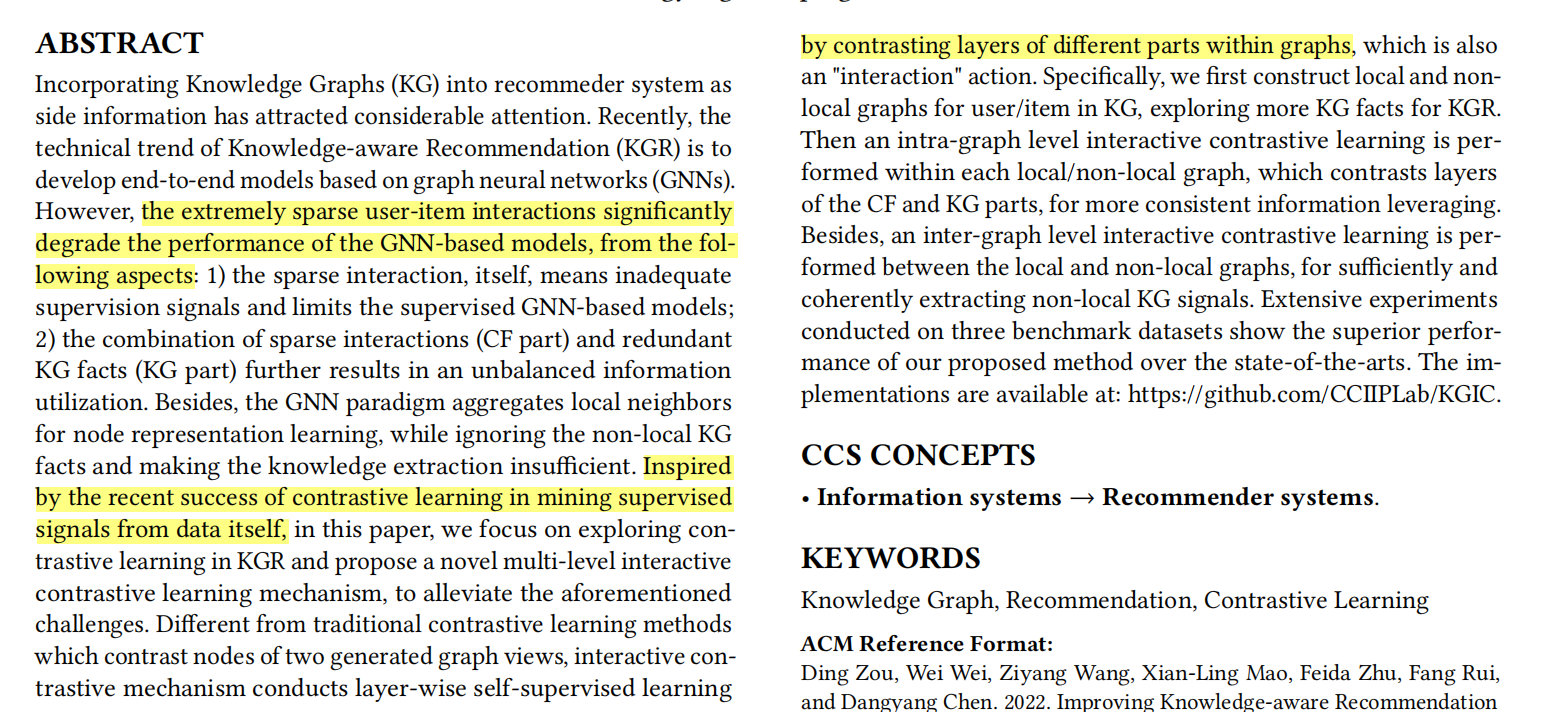 ABSTRACT
Incorporating Knowledge Graphs (KG) into recommeder system as
side information has attracted considerable attention. Recently, the
technical trend of Knowledge-aware Recommendation (KGR) is to
develop end-to-end models based on graph neural networks (GNNs).
However, the extremely sparse user-item interactions significantly
degrade the performance of the GNN-based models, from the fol-
lowing aspects: 1) the sparse interaction, itself, means inadequate
supervision signals and limits the supervised GNN-based models;
2) the combination of sparse interactions (CF part) and redundant
KG facts (KG part) further results in an unbalanced information
utilization. Besides, the GNN paradigm aggregates local neighbors
for node representation learning, while ignoring the non-local KG
facts and making the knowledge extraction insufficient. Inspired
by the recent success of contrastive learning in mining supervised
signals from data itself, in this paper, we focus on exploring con-
trastive learning in KGR and propose a novel multi-level interactive
contrastive learning mechanism, to alleviate the aforementioned
challenges. Different from traditional contrastive learning methods
which contrast nodes of two generated graph views, interactive con-
trastive mechanism conducts layer-wise self-supervised learning
by contrasting layers of different parts within graphs, which is also
an "interaction" action. Specifically, we first construct local and non-
local graphs for user/item in KG, exploring more KG facts for KGR.
Then an intra-graph level interactive contrastive learning is per-
formed within each local/non-local graph, which contrasts layers
of the CF and KG parts, for more consistent information leveraging.
Besides, an inter-graph level interactive contrastive learning is per-
formed between the local and non-local graphs, for sufficiently and
coherently extracting non-local KG signals. Extensive experiments
conducted on three benchmark datasets show the superior perfor-
mance of our proposed method over the state-of-the-arts. The im-
plementations are available at: https://github.com/CCIIPLab/KGIC.
CCS CONCEPTS
• Information systems → Recommender systems.
KEYWORDS
Knowledge Graph, Recommendation, Contrastive Learning
ACM Reference Format:
Ding Zou, Wei Wei, Ziyang Wang, Xian-Ling Mao, Feida Zhu, Fang Rui,
and Dangyang Chen. 2022. Improving Knowledge-aware Recommendation